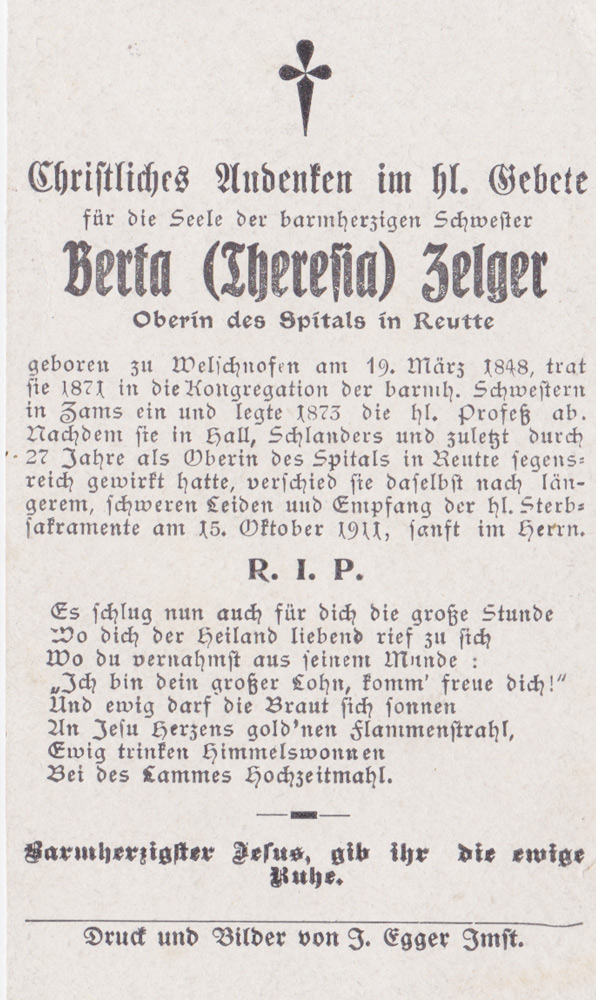 Christliches Andenken im hl. Gebete
für die Seele der barmherzigen Schwester
Berta (Theresia) Zelger
Oberin des Spitals in Reutte
geboren zu Welschnofen am 19. März 1848, trat
sie 1871 in die Kongregation der barmh. Schwestern
in Zams ein und legte 1873 die hl. Profeß ab.
Nachdem sie in Hall, Schlanders und zuletzt durch
27 Jahre als Oberin des Spitals in Reutte segens-
reich gewirkt hatte, verschied sie daselbst nach län-
gerem, schweren Leiden und Empfang der hl. Sterb-
sakramente am 15. Oktober 1911, sanft im Herrn.
R. I. P.
Es schlug nun auch für dich die große Stunde
Wo dich der Heiland liebend rief zu sich
Wo du vernahmst aus seinem Munde :
„Ich bin dein großer Lohn, komm' freue dich!"
Und ewig darf die Braut sich sonnen
An Jesu Herzens gold'nen Flammenstrahl,
Ewig trinken Himmelswonnen
Bei des Lammes Hochzeitmahl.
Barmherzigster Jesus, gib ihr die ewige
Ruhe.
Druck und Bilder von J. Egger Imst.